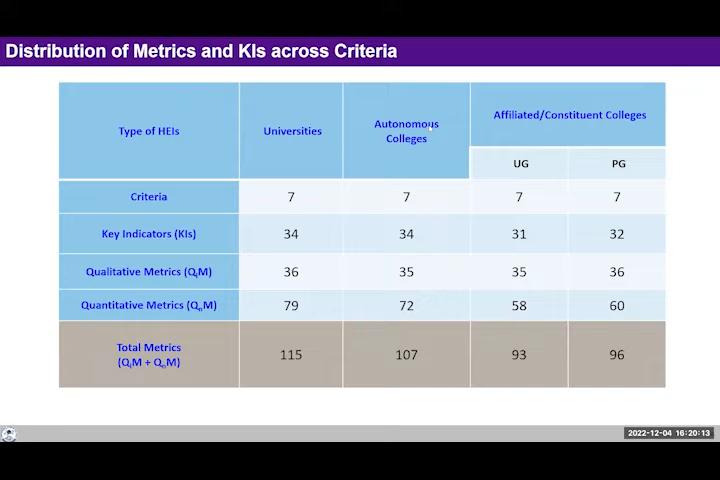 Distribution of Metrics and KIs across Criteria
Type of HEIs
Universities
Autonomous
Colleges
Affiliated/Constituent Colleges
UG
PG
Criteria
7
7
7
7
Key Indicators (KIs)
34
34
31
32
Qualitative Metrics (QlM)
36
35
35
36
Quantitative Metrics (QnM)
79
72
58
60
Total Metrics
(QlM + QnM)
115
107
93
96
2022-12-04 16:20:13